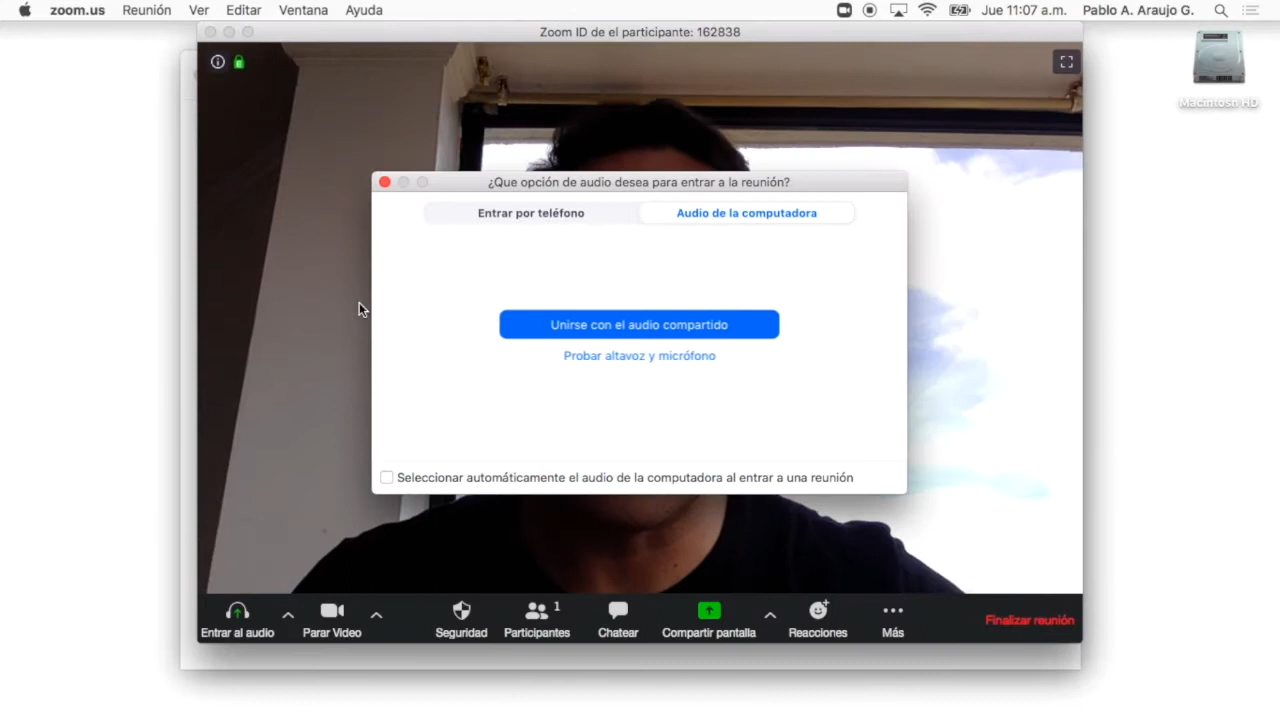 zoom.us Reunión Ver Editar Ventana Ayuda Jue 11:07 a.m. Pablo A. Araujo G.
Zoom ID de el participante: 162838
Macintosh HD
¿Que opción de audio desea para entrar a la reunión?
Entrar por teléfono Audio de la computadora
Unirse con el audio compartido
Probar altavoz y micrófono
Seleccionar automáticamente el audio de la computadora al entrar a una reunión
1
Entrar al audio Parar Video Seguridad Participantes Chatear Compartir pantalla Reacciones Más Finalizar reunión